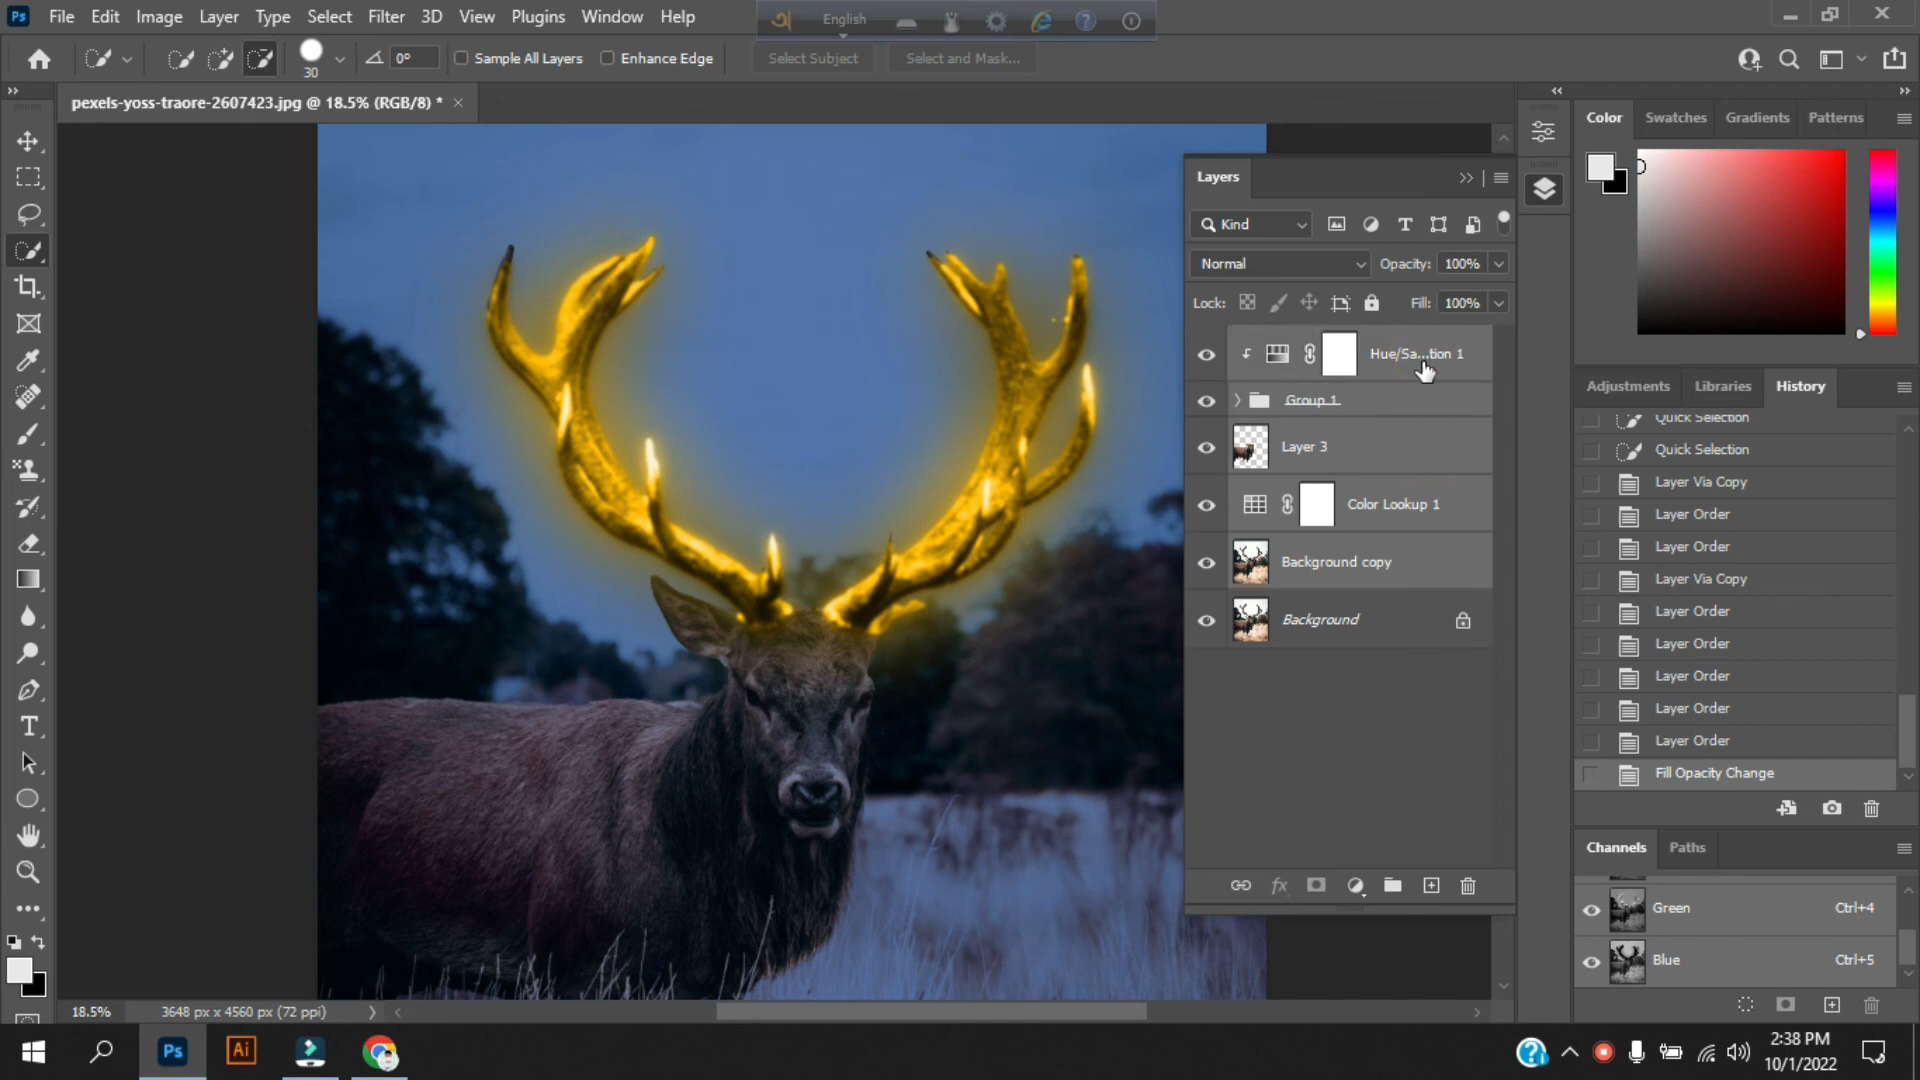 Ps File Edit Image Layer Type Select Filter 3D View Plugins Window Help
English
30
0°
Sample All Layers
Enhance Edge
Select Subject
Select and Mask...
pexels-yoss-traore-2607423.jpg @ 18.5% (RGB/8) *
Layers
Kind
Normal
Opacity: 100%
Lock:
Fill: 100%
Hue/Sa...tion 1
Group 1
Layer 3
Color Lookup 1
Background copy
Background
fx
Color Swatches Gradients Patterns
Adjustments Libraries History
Quick Selection
Quick Selection
Layer Via Copy
Layer Order
Layer Order
Layer Via Copy
Layer Order
Layer Order
Layer Order
Layer Order
Layer Order
Fill Opacity Change
Channels Paths
Green Ctrl+4
Blue Ctrl+5
18.5% 3648 px x 4560 px (72 ppi)
Ps
Ai
2:38 PM
10/1/2022